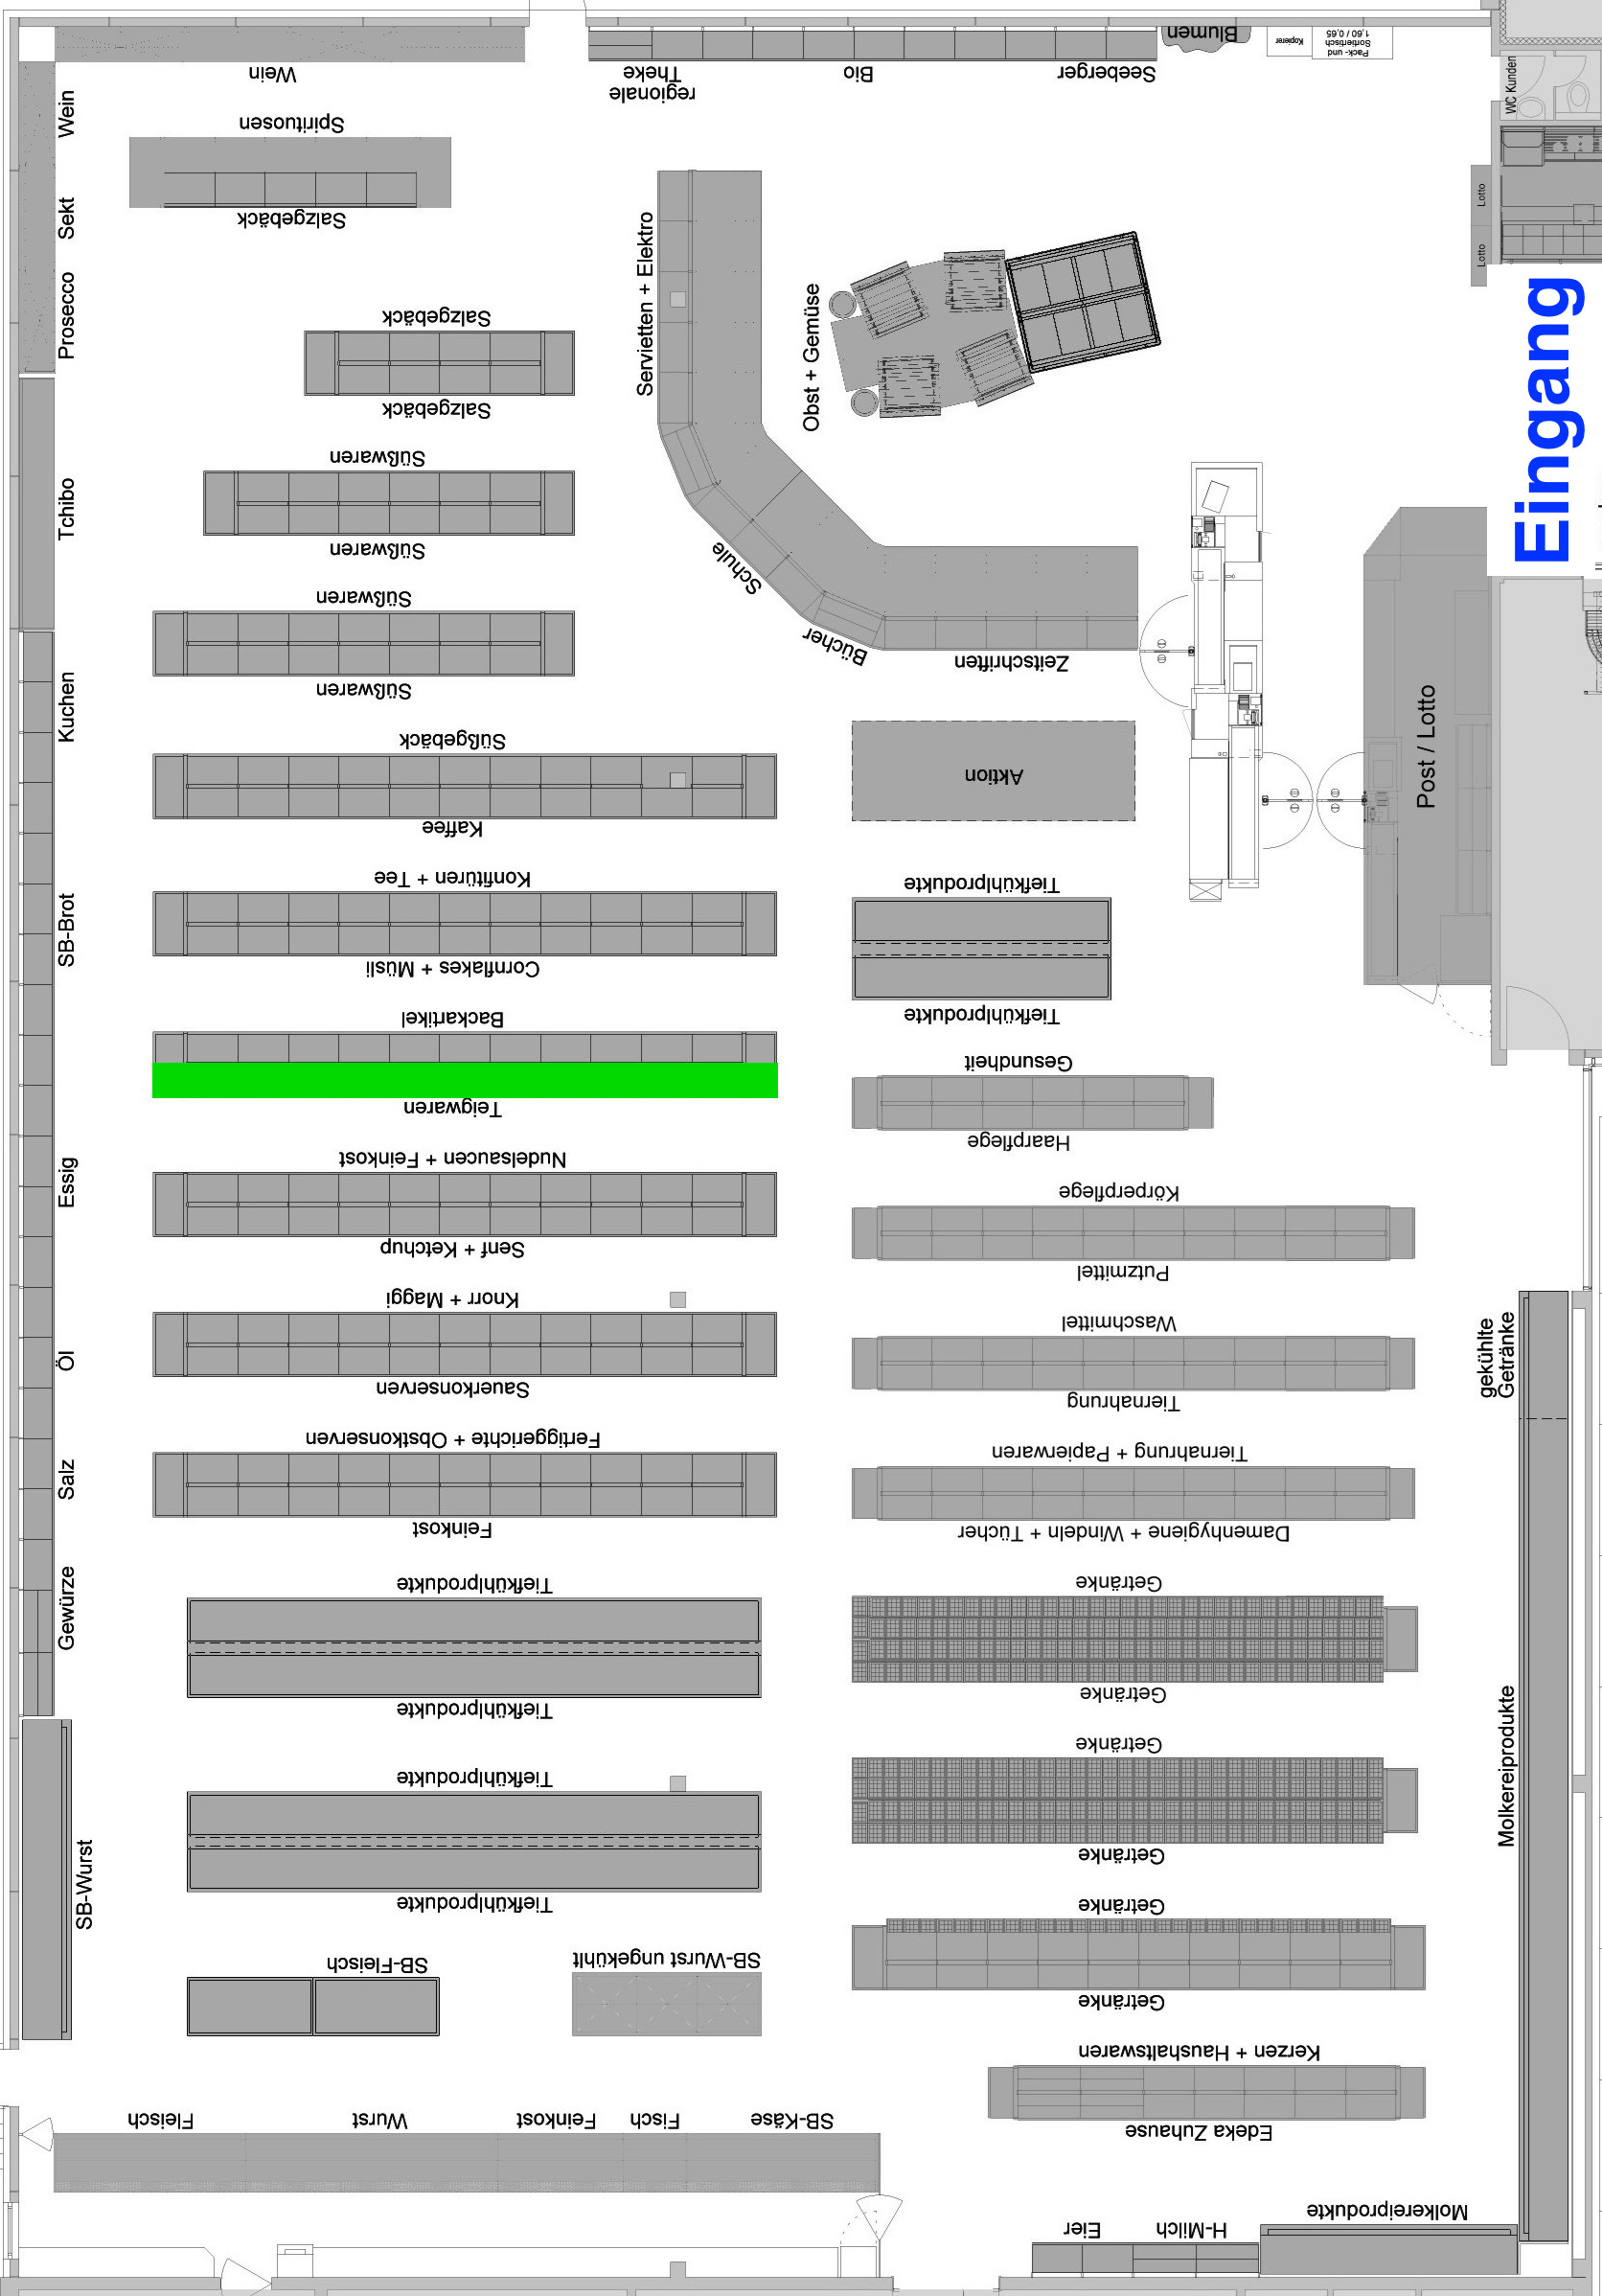 Wein
regionale
Theke
Bio
Seeberger
Blumen
Kopierer
Pack- und
Sortiertisch
1,60 / 0,65
WC Kunden
Wein
Spirituosen
Salzgebäck
Sekt
Prosecco
Lotto
Lotto
Eingang
Servietten + Elektro
Obst + Gemüse
Salzgebäck
Salzgebäck
Tchibo
Süßwaren
Süßwaren
Schule
Bücher
Zeitschriften
Süßwaren
Süßwaren
Kuchen
Süßgebäck
Kaffee
Aktion
Post / Lotto
SB-Brot
Konfitüren + Tee
Cornflakes + Müsli
Tiefkühlprodukte
Tiefkühlprodukte
Backartikel
Teigwaren
Gesundheit
Haarpflege
Essig
Nudelsaucen + Feinkost
Senf + Ketchup
Körperpflege
Putzmittel
Öl
Knorr + Maggi
Sauerkonserven
Waschmittel
Tiernahrung
gekühlte
Getränke
Salz
Fertiggerichte + Obstkonserven
Feinkost
Tiernahrung + Papierwaren
Damenhygiene + Windeln + Tücher
Gewürze
Tiefkühlprodukte
Tiefkühlprodukte
Getränke
Getränke
Molkereiprodukte
SB-Wurst
Tiefkühlprodukte
Tiefkühlprodukte
Getränke
Getränke
SB-Fleisch
SB-Wurst ungekühlt
Getränke
Getränke
Kerzen + Haushaltswaren
Edeka Zuhause
Fleisch
Wurst
Feinkost
Fisch
SB-Käse
Eier
H-Milch
Molkereiprodukte